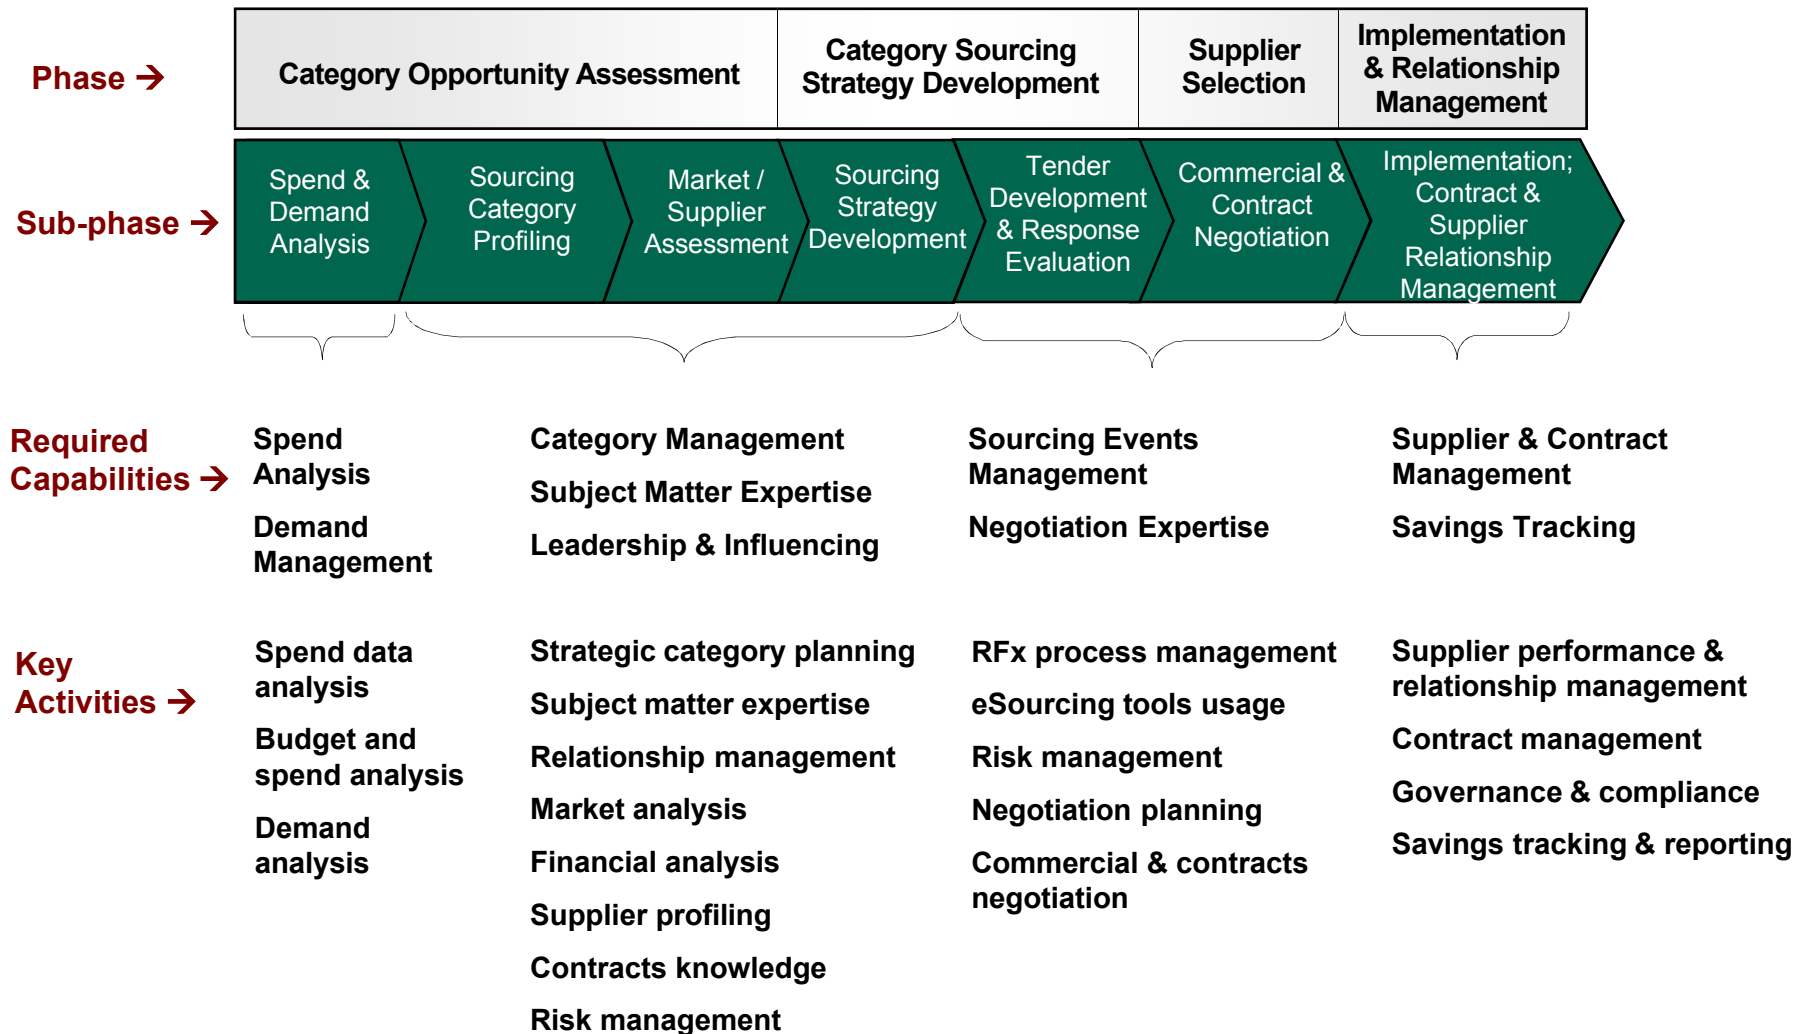 Phase →
Category Opportunity Assessment
Category Sourcing
Strategy Development
Supplier
Selection
Implementation
& Relationship
Management
Sub-phase →
Spend &
Demand
Analysis
Sourcing
Category
Profiling
Market /
Supplier
Assessment
Sourcing
Strategy
Development
Tender
Development
& Response
Evaluation
Commercial &
Contract
Negotiation
Implementation;
Contract &
Supplier
Relationship
Management
Required
Capabilities →
Spend
Analysis
Demand
Management
Category Management
Subject Matter Expertise
Leadership & Influencing
Sourcing Events
Management
Negotiation Expertise
Supplier & Contract
Management
Savings Tracking
Key
Activities →
Spend data
analysis
Budget and
spend analysis
Demand
analysis
Strategic category planning
Subject matter expertise
Relationship management
Market analysis
Financial analysis
Supplier profiling
Contracts knowledge
Risk management
RFx process management
eSourcing tools usage
Risk management
Negotiation planning
Commercial & contracts
negotiation
Supplier performance &
relationship management
Contract management
Governance & compliance
Savings tracking & reporting